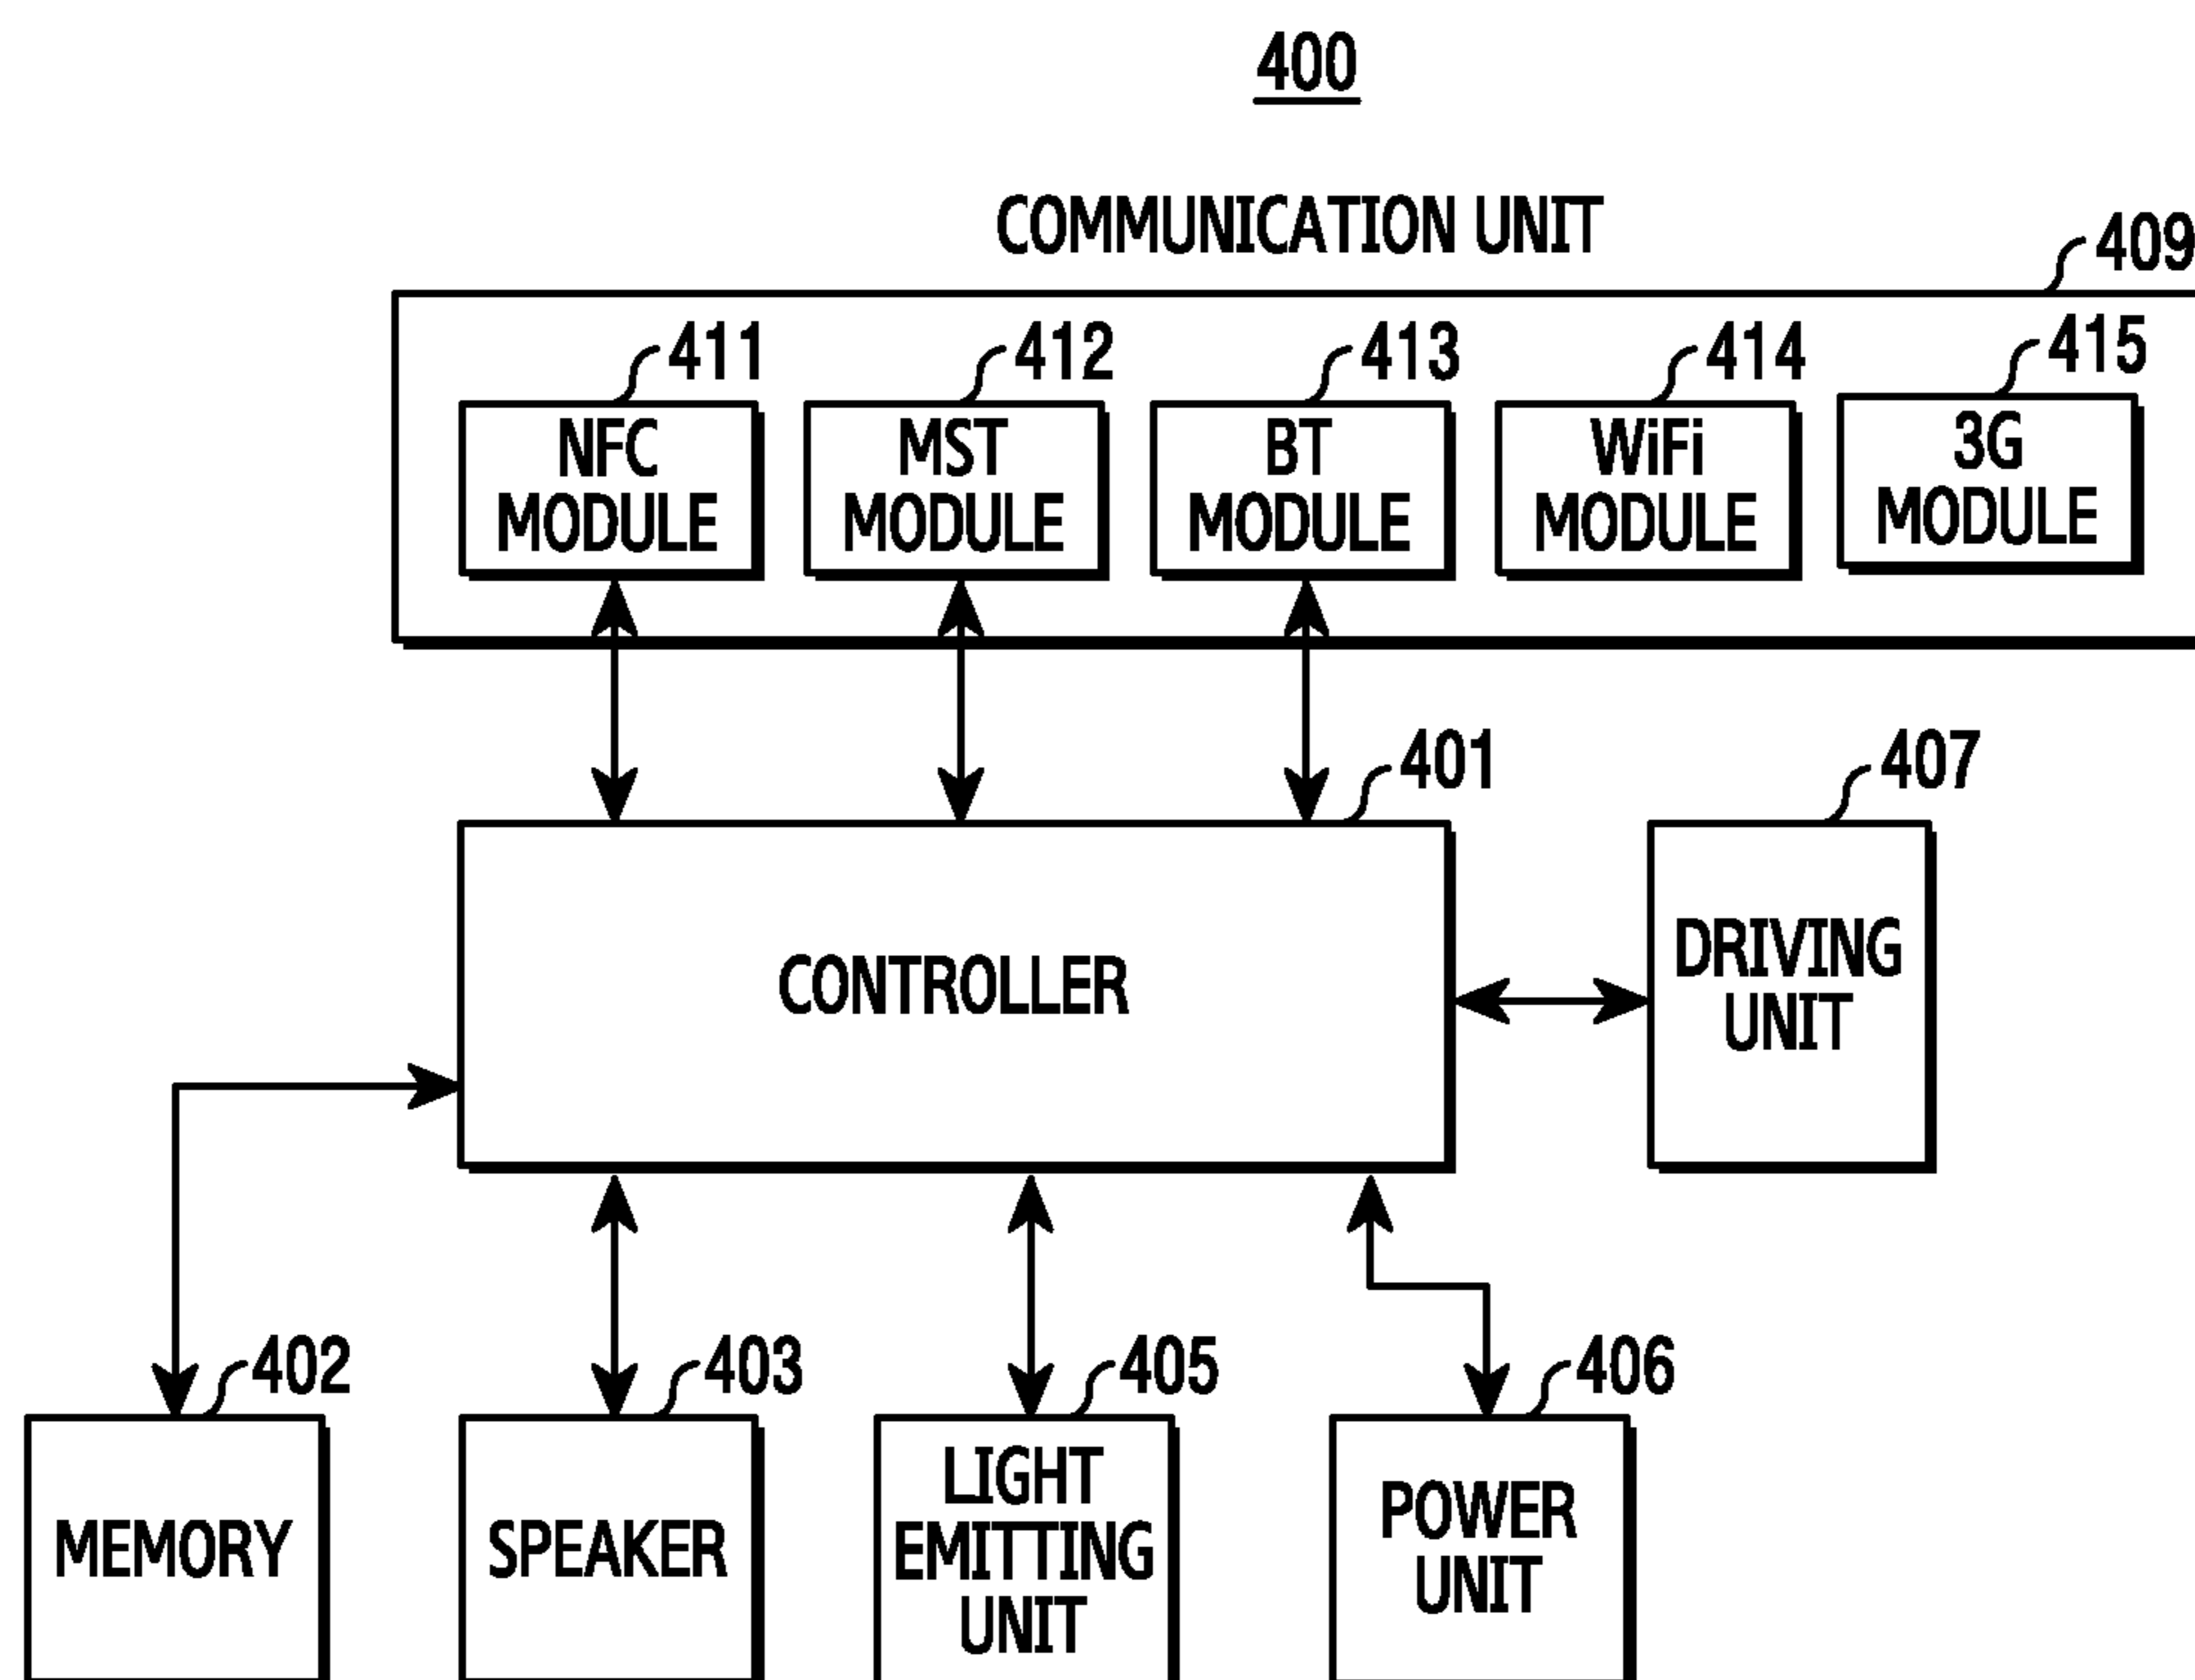 400
COMMUNICATION UNIT
409
411
412
413
414
415
NFC
MODULE
MST
MODULE
BT
MODULE
WiFi
MODULE
3G
MODULE
401
407
CONTROLLER
DRIVING
UNIT
402
403
405
406
MEMORY
SPEAKER
LIGHT
EMITTING
UNIT
POWER
UNIT